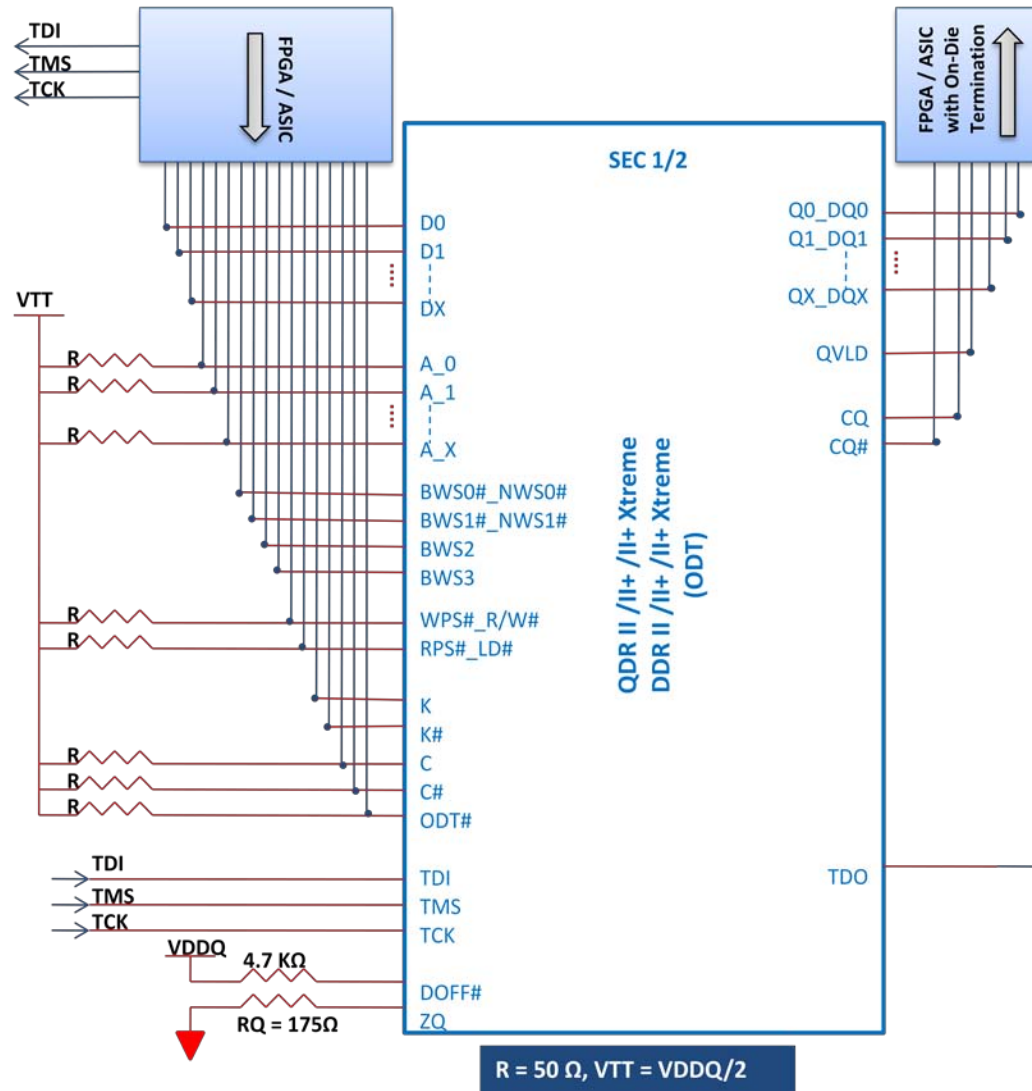 TDI
TMS
TCK
FPGA / ASIC
FPGA / ASIC
with On-Die
Termination
SEC 1/2
D0
D1
DX
VTT
R
A_0
R
A_1
R
A_X
BWS0#_NWS0#
BWS1#_NWS1#
BWS2
BWS3
R
WPS#_R/W#
R
RPS#_LD#
K
K#
R
C
R
C#
R
ODT#
TDI
TDI
TMS
TMS
TCK
TCK
VDDQ
4.7 KΩ
DOFF#
RQ = 175Ω
ZQ
QDR II /II+ /II+ Xtreme
DDR II /II+ /II+ Xtreme
(ODT)
Q0_DQ0
Q1_DQ1
QX_DQX
QVLD
CQ
CQ#
TDO
R = 50 Ω, VTT = VDDQ/2